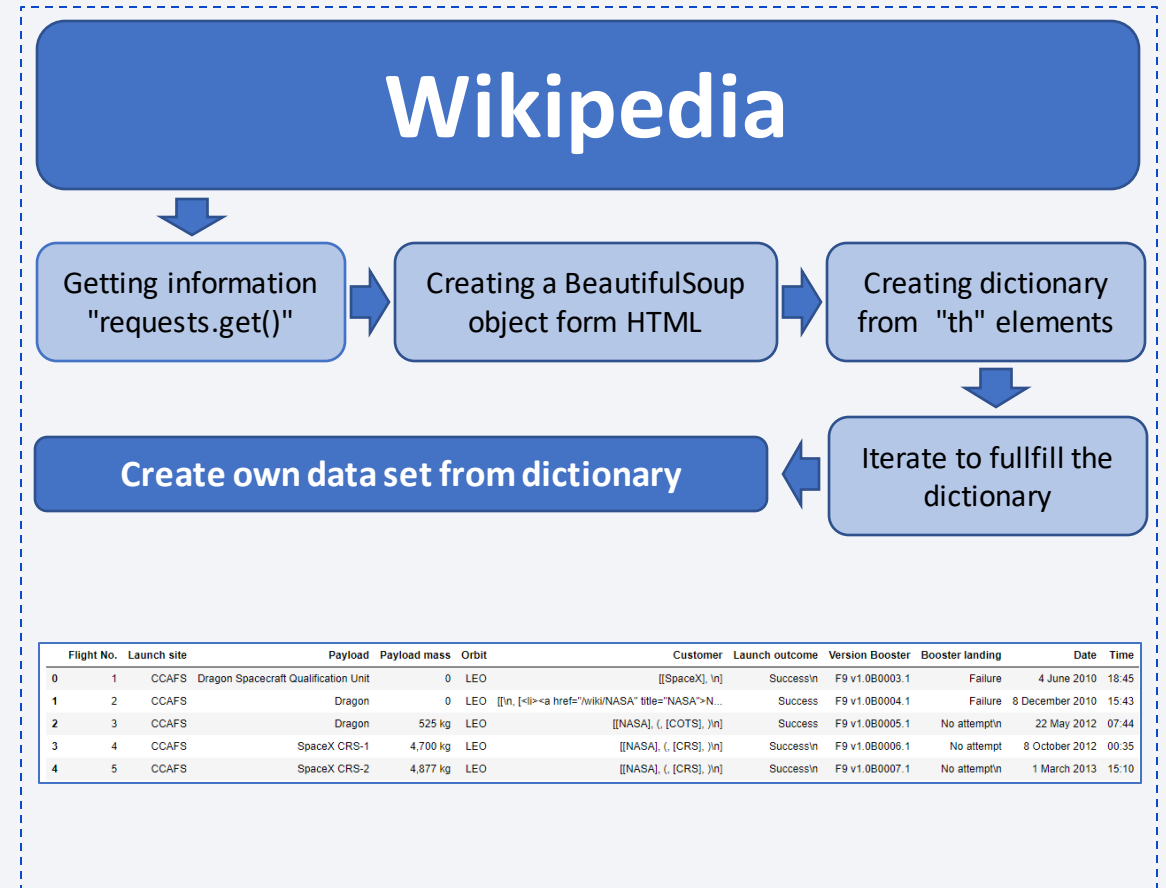 Wikipedia
Getting information
"requests.get()"
Creating a BeautifulSoup
object form HTML
Creating dictionary
from "th" elements
Iterate to fullfill the
dictionary
Create own data set from dictionary
Flight No. Launch site Payload Payload mass Orbit Customer Launch outcome Version Booster Booster landing Date Time
0 1 CCAFS Dragon Spacecraft Qualification Unit 0 LEO [[SpaceX], \n] Success\n F9 v1.0B0003.1 Failure 4 June 2010 18:45
1 2 CCAFS Dragon 0 LEO [[\n, [<li><a href="/wiki/NASA" title="NASA">N... Success F9 v1.0B0004.1 Failure 8 December 2010 15:43
2 3 CCAFS Dragon 525 kg LEO [[NASA], (, [COTS], )\n] Success F9 v1.0B0005.1 No attempt\n 22 May 2012 07:44
3 4 CCAFS SpaceX CRS-1 4,700 kg LEO [[NASA], (, [CRS], )\n] Success\n F9 v1.0B0006.1 No attempt 8 October 2012 00:35
4 5 CCAFS SpaceX CRS-2 4,877 kg LEO [[NASA], (, [CRS], )\n] Success\n F9 v1.0B0007.1 No attempt\n 1 March 2013 15:10